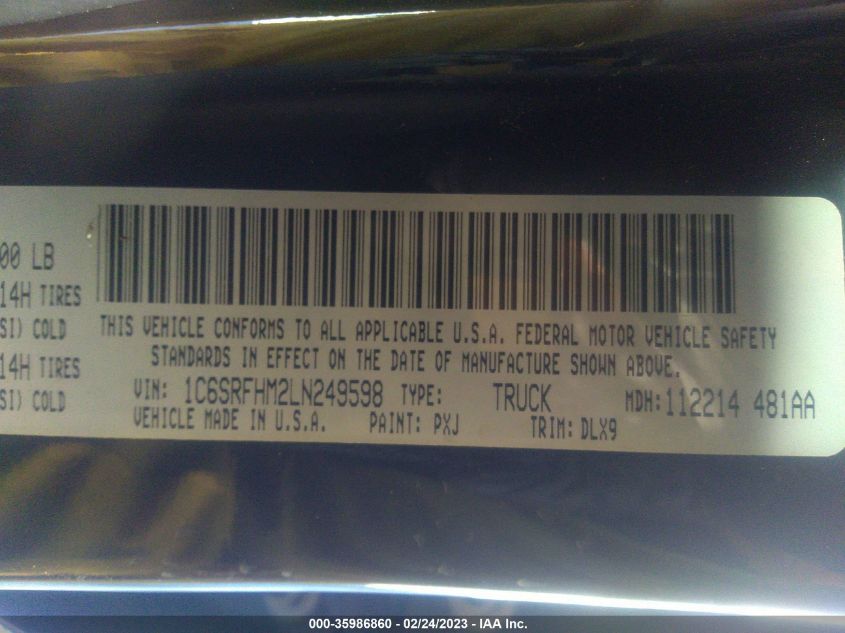 00 LB
14H TIRES
SI) COLD
14H TIRES
SI) COLD
THIS VEHICLE CONFORMS TO ALL APPLICABLE U.S.A. FEDERAL MOTOR VEHICLE SAFETY
STANDARDS IN EFFECT ON THE DATE OF MANUFACTURE SHOWN ABOVE.
VIN: 1C6SRFHM2LN249598 TYPE: TRUCK MDH: 112214 481AA
VEHICLE MADE IN U.S.A. PAINT: PXJ TRIM: DLX9
000-35986860 - 02/24/2023 - IAA Inc.